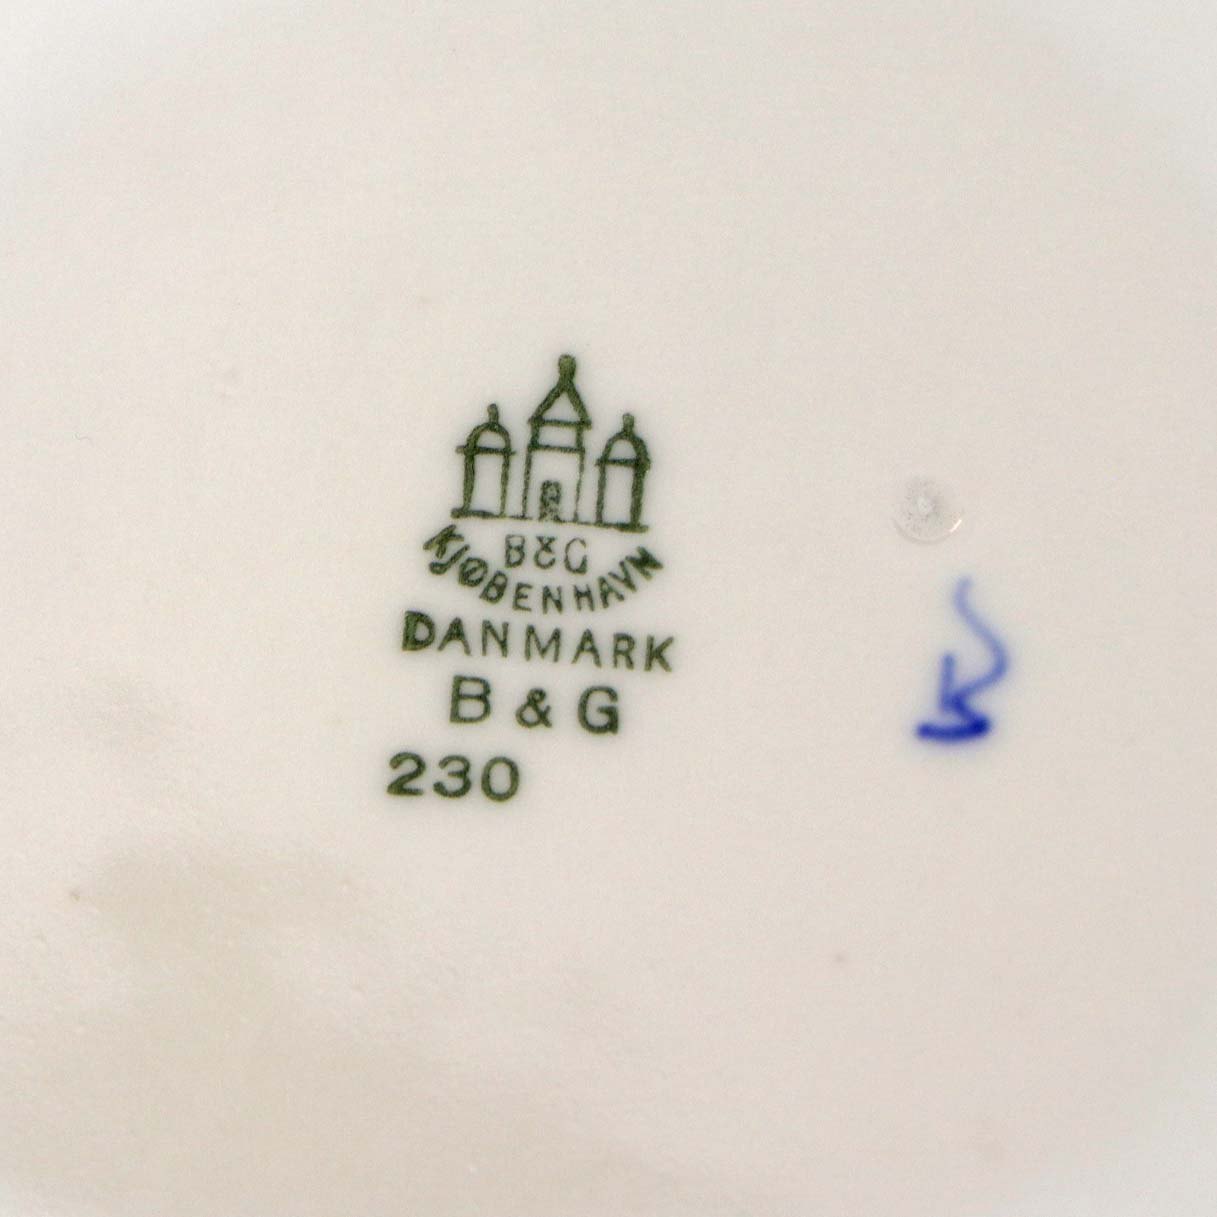 B&G
KJØBENHAVN
DANMARK
B & G
230